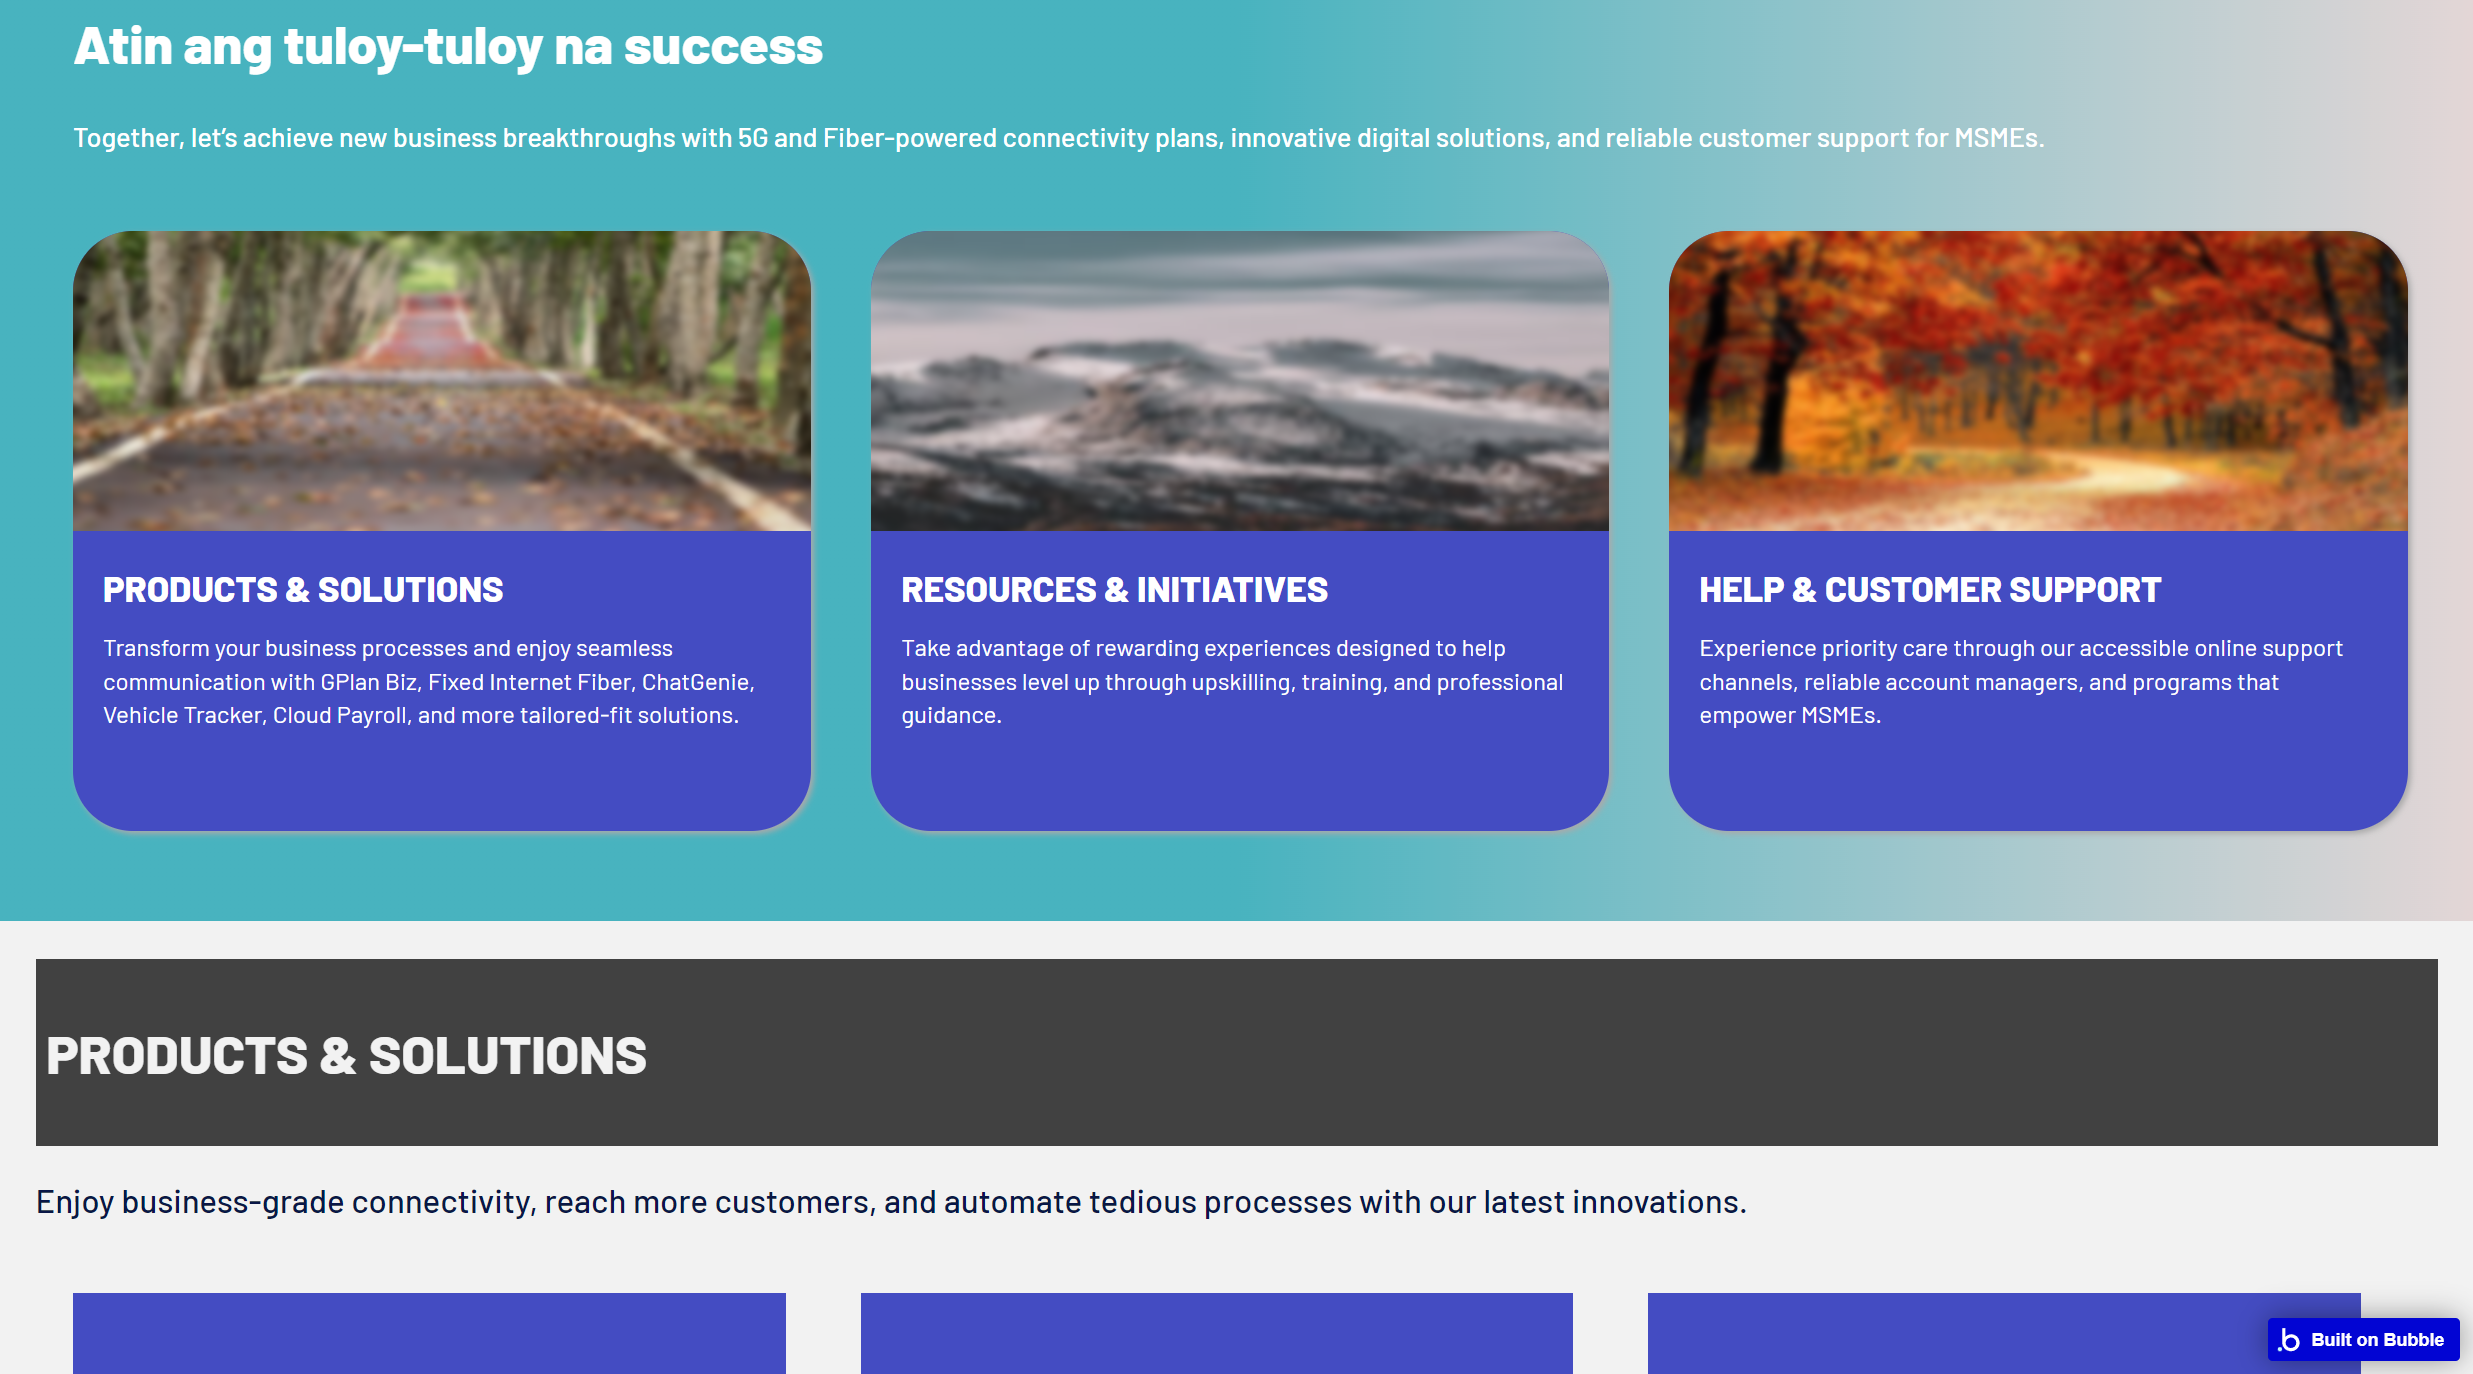 Atin ang tuloy-tuloy na success
Together, let’s achieve new business breakthroughs with 5G and Fiber-powered connectivity plans, innovative digital solutions, and reliable customer support for MSMEs.
PRODUCTS & SOLUTIONS
Transform your business processes and enjoy seamless
communication with GPlan Biz, Fixed Internet Fiber, ChatGenie,
Vehicle Tracker, Cloud Payroll, and more tailored-fit solutions.
RESOURCES & INITIATIVES
Take advantage of rewarding experiences designed to help
businesses level up through upskilling, training, and professional
guidance.
HELP & CUSTOMER SUPPORT
Experience priority care through our accessible online support
channels, reliable account managers, and programs that
empower MSMEs.
PRODUCTS & SOLUTIONS
Enjoy business-grade connectivity, reach more customers, and automate tedious processes with our latest innovations.
.b Built on Bubble